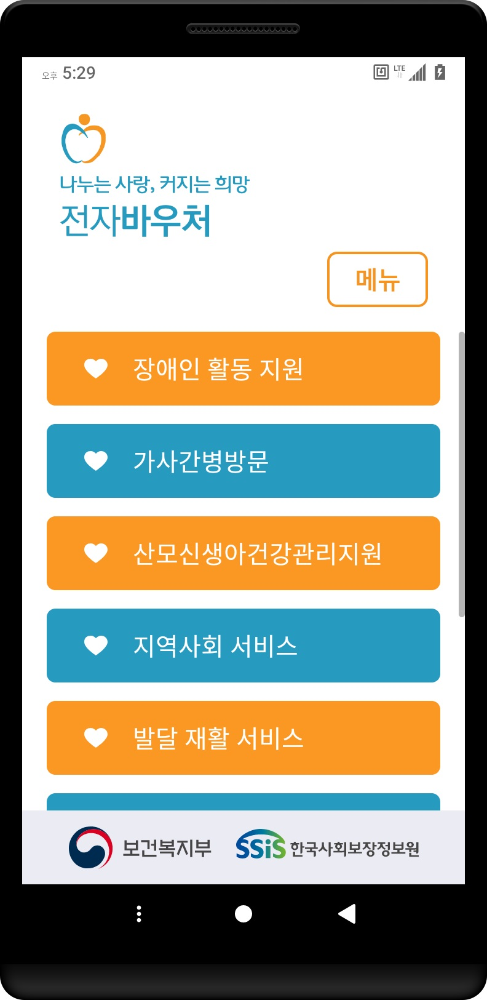 오후 5:29
LTE
나누는 사랑, 커지는 희망
전자바우처
메뉴
장애인 활동 지원
가사간병방문
산모신생아건강관리지원
지역사회 서비스
발달 재활 서비스
보건복지부 SSiS 한국사회보장정보원